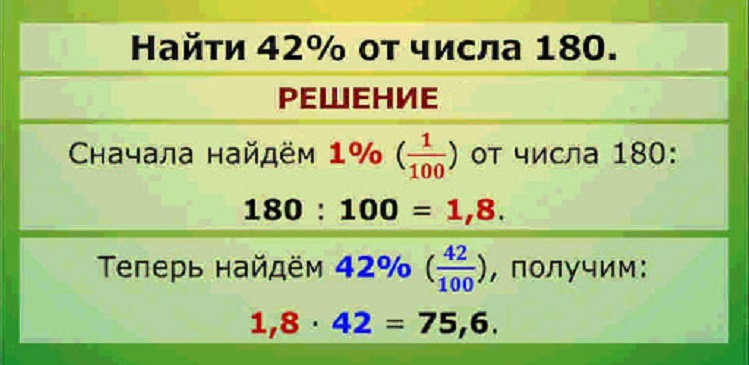 Найти 42% от числа 180.
РЕШЕНИЕ
Сначала найдём 1% (1/100) от числа 180:
180 : 100 = 1,8.
Теперь найдём 42% (42/100), получим:
1,8 · 42 = 75,6.